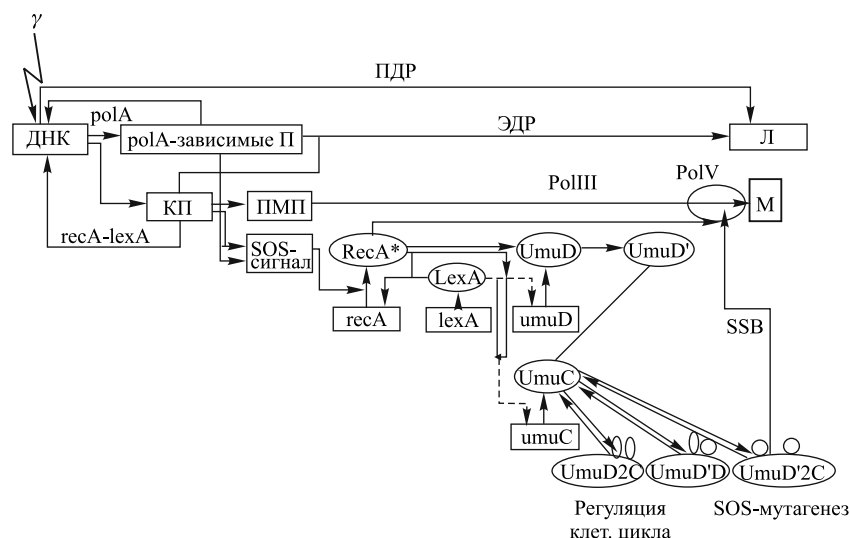 γ
ПДР
polA
ДНК
polA-зависимые П
ЭДР
Л
КП
ПМП
PolIII
PolV
М
recA-lexA
SOS-
сигнал
RecA*
UmuD
UmuD'
LexA
recA
lexA
umuD
SSB
UmuC
umuC
UmuD2C
UmuD'D
UmuD'2C
Регуляция
клет. цикла
SOS-мутагенез